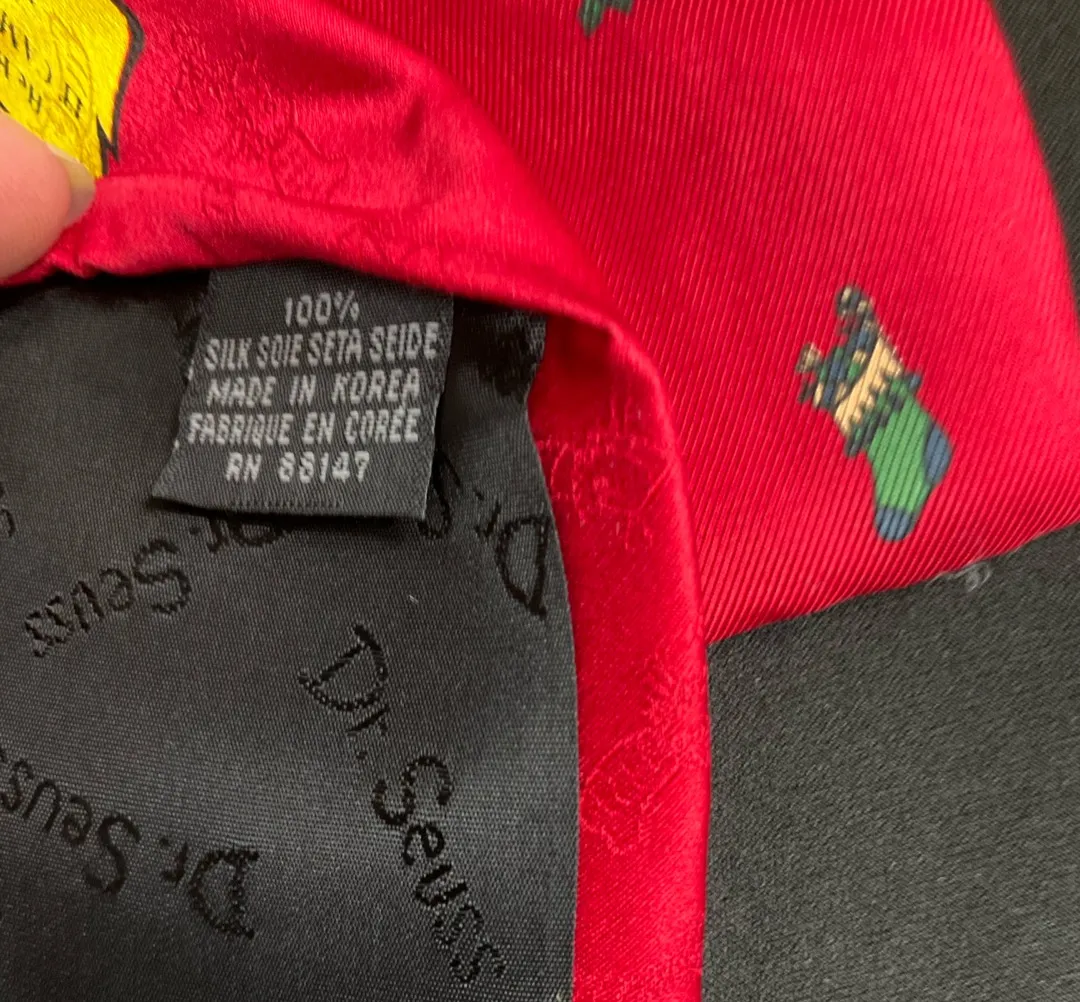 100%
SILK SOIE SETA SEIDE
MADE IN KOREA
FABRIQUE EN CORÉE
RN 88147
Dr. Seuss
Dr. S
Dr. Seuss
Dr. Seuss